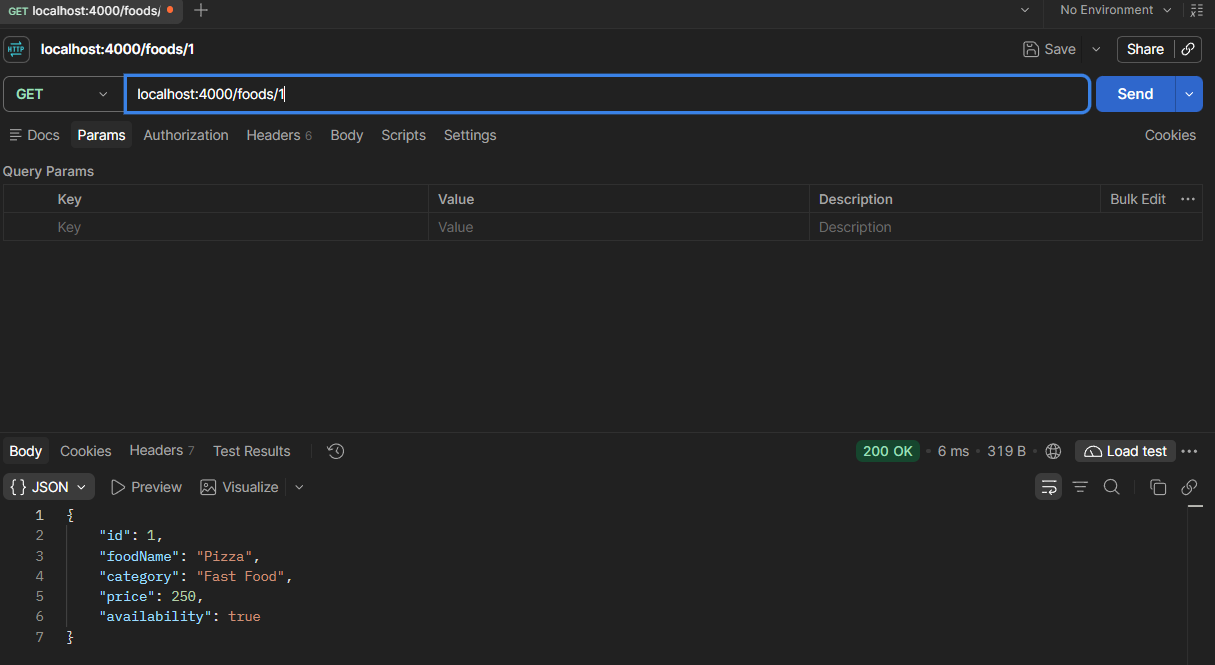 GET localhost:4000/foods/ No Environment
HTTP localhost:4000/foods/1 Save Share
GET localhost:4000/foods/1 Send
Docs Params Authorization Headers 6 Body Scripts Settings Cookies
Query Params
Key Value Description Bulk Edit
Key Value Description
Body Cookies Headers 7 Test Results 200 OK 6 ms 319 B Load test
{} JSON Preview Visualize
1 {
2 "id": 1,
3 "foodName": "Pizza",
4 "category": "Fast Food",
5 "price": 250,
6 "availability": true
7 }